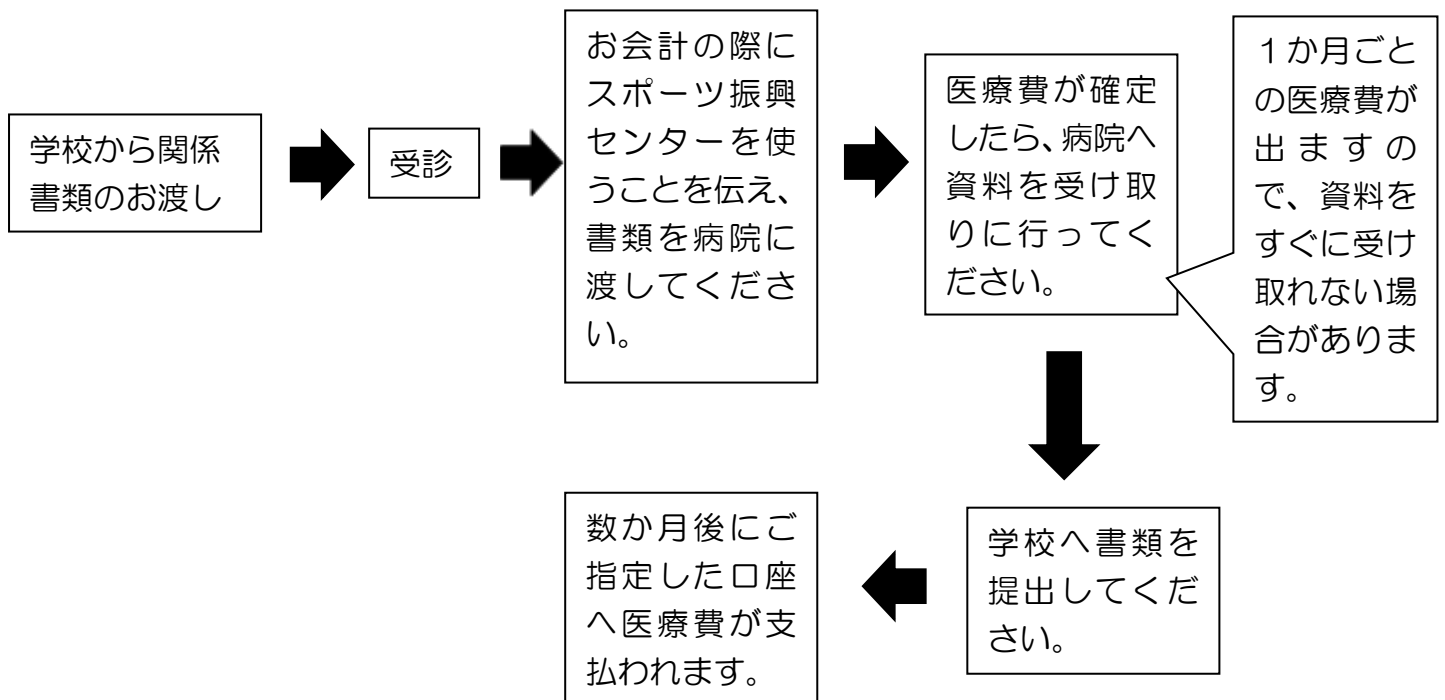 学校から関係
書類のお渡し
受診
お会計の際に
スポーツ振興
センターを使
うことを伝え、
書類を病院に
渡してくださ
い。
医療費が確定
したら、病院へ
資料を受け取
りに行ってく
ださい。
１か月ごと
の医療費が
出ますの
で、資料を
すぐに受け
取れない場
合がありま
す。
学校へ書類を
提出してくだ
さい。
数か月後にご
指定した口座
へ医療費が支
払われます。